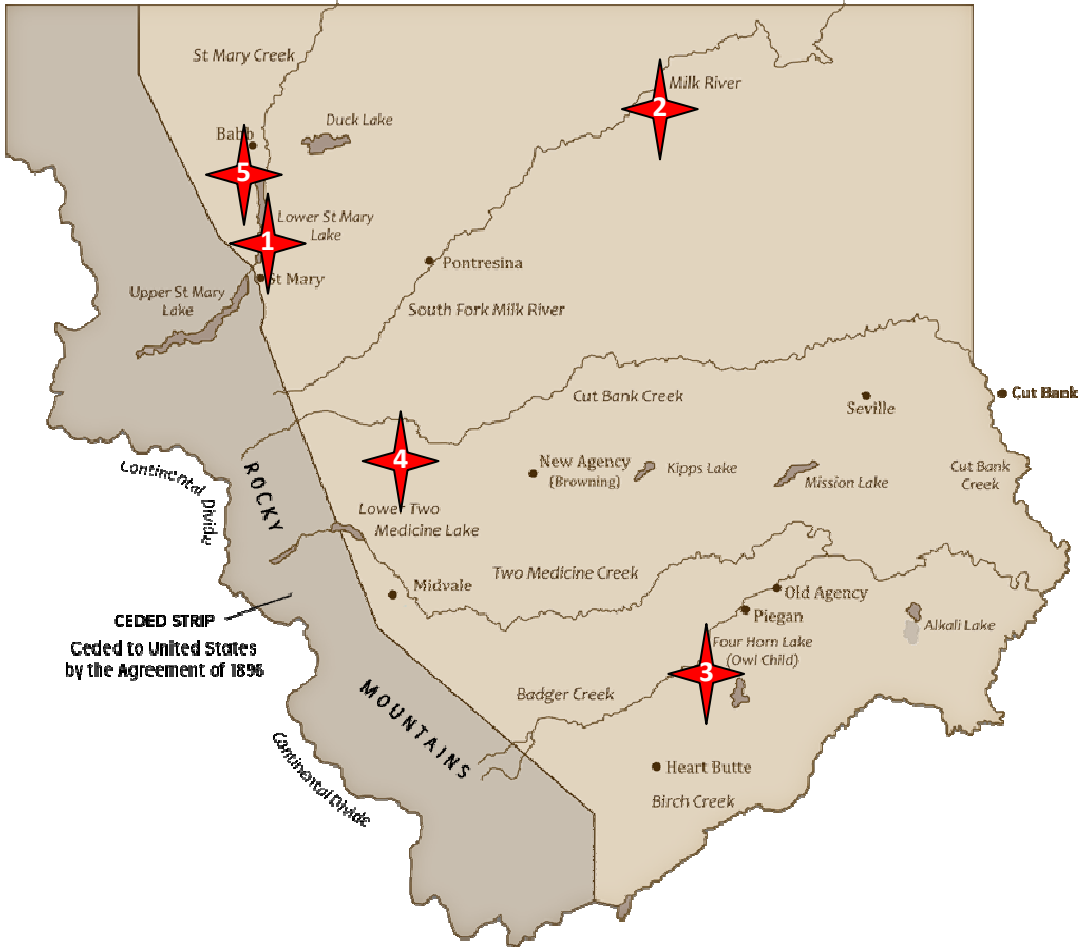 St Mary Creek
Milk River
2
Duck Lake
Babb
5
Lower St Mary
Lake
1
St Mary
Pontresina
Upper St Mary
Lake
South Fork Milk River
Cut Bank Creek
Seville
Cut Bank
4
New Agency
(Browning)
Kipps Lake
Mission Lake
Cut Bank
Creek
Continental Divide
ROCKY
Lower Two
Medicine Lake
Two Medicine Creek
Midvale
Old Agency
Piegan
CEDED STRIP
Ceded to United States
by the Agreement of 1896
Alkali Lake
Four Horn Lake
(Owl Child)
3
Badger Creek
MOUNTAINS
Continental Divide
Heart Butte
Birch Creek